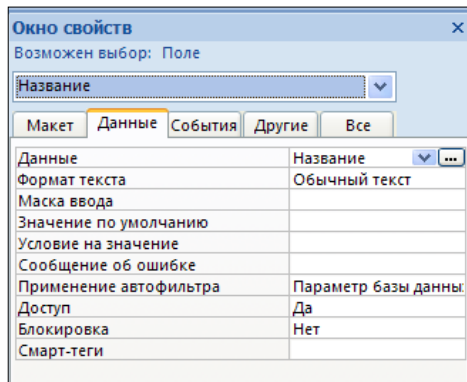 Окно свойств
Возможен выбор: Поле
Название
Макет Данные События Другие Все
Данные Название
Формат текста Обычный текст
Маска ввода
Значение по умолчанию
Условие на значение
Сообщение об ошибке
Применение автофильтра Параметр базы данны
Доступ Да
Блокировка Нет
Смарт-теги